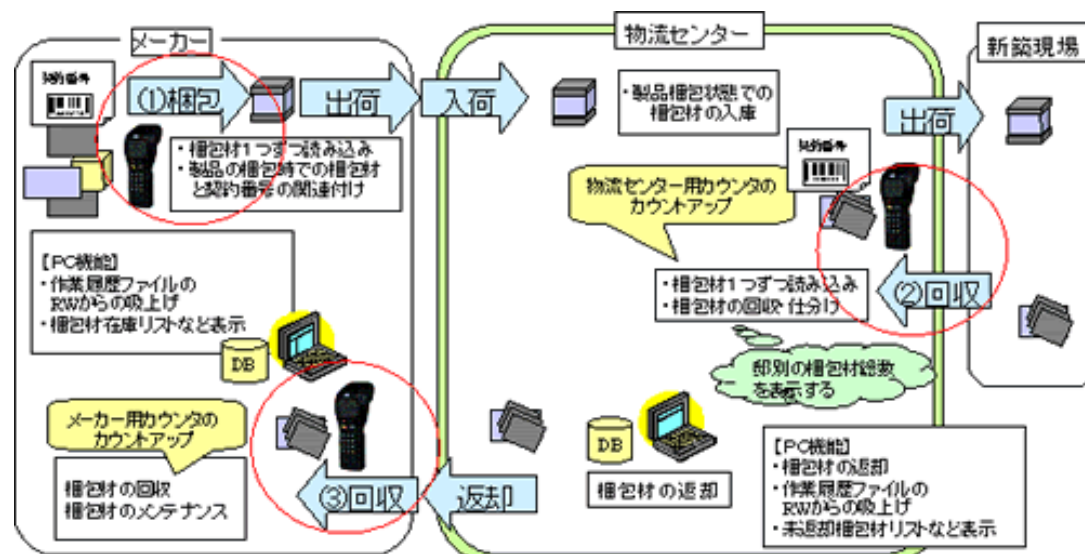 メーカー
契約番号
①梱包
出荷
・梱包材1つずつ読み込み
・製品の梱包時での梱包材
と契約番号の関連付け
【PC機能】
・作業履歴ファイルの
RWからの吸上げ
・梱包材在庫リストなど表示
DB
メーカー用カウンタの
カウントアップ
梱包材の回収
梱包材のメンテナンス
③回収
物流センター
入荷
・製品梱包状態での
梱包材の入庫
出荷
契約番号
物流センター用カウンタの
カウントアップ
・梱包材1つずつ読み込み
・梱包材の回収・仕分け
②回収
邸別の梱包材総数
を表示する
返却
DB
梱包材の返却
【PC機能】
・梱包材の返却
・作業履歴ファイルの
RWからの吸上げ
・未返却梱包材リストなど表示
新築現場